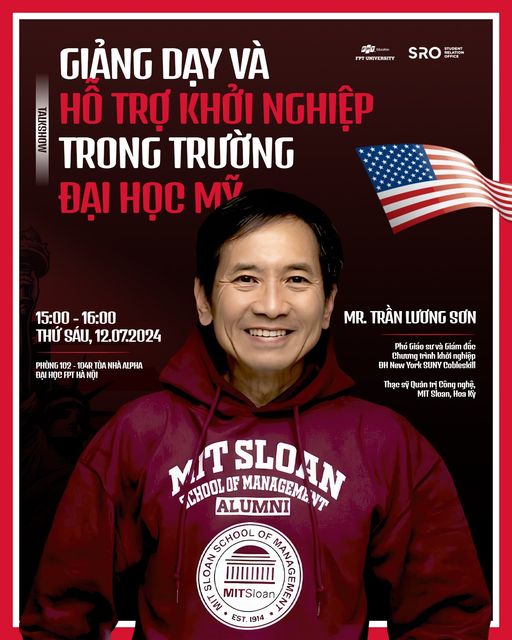 GIẢNG DẠY VÀ
HỖ TRỢ KHỞI NGHIỆP
TRONG TRƯỜNG
ĐẠI HỌC MỸ
TALKSHOW
FPT Education
FPT UNIVERSITY
SRO STUDENT
RELATION
OFFICE
15:00 - 16:00
THỨ SÁU, 12.07.2024
PHÒNG 102 - 104R TÒA NHÀ ALPHA
ĐẠI HỌC FPT HÀ NỘI
MR. TRẦN LƯƠNG SƠN
Phó Giáo sư và Giám đốc
Chương trình khởi nghiệp
ĐH New York SUNY Cobleskill
Thạc sỹ Quản trị Công nghệ,
MIT Sloan, Hoa Kỳ
MIT SLOAN
SCHOOL OF MANAGEMENT
ALUMNI
MIT SLOAN SCHOOL OF MANAGEMENT
MITSloan
EST. 1914